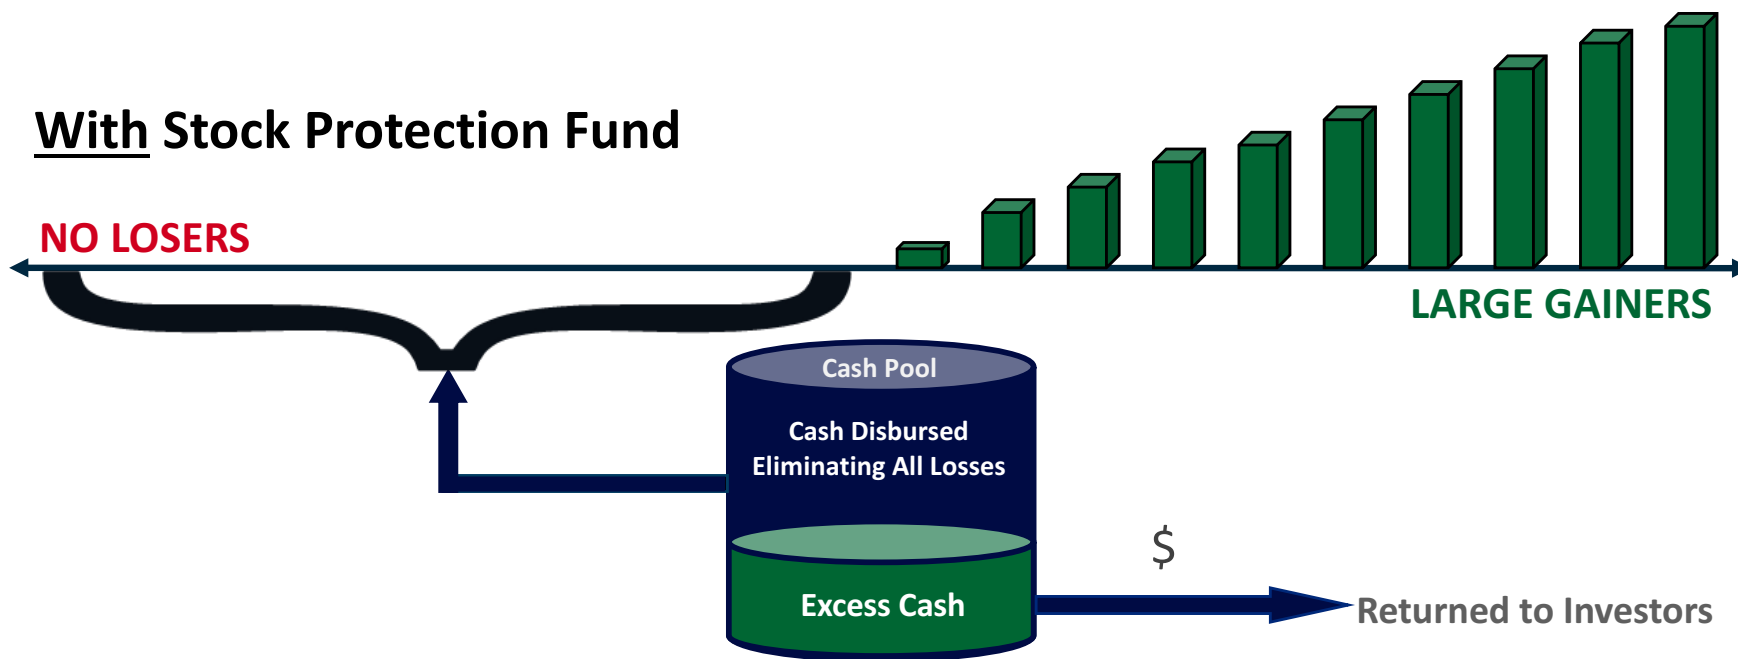 With Stock Protection Fund
NO LOSERS
LARGE GAINERS
Cash Pool
Cash Disbursed
Eliminating All Losses
$
Excess Cash
Returned to Investors